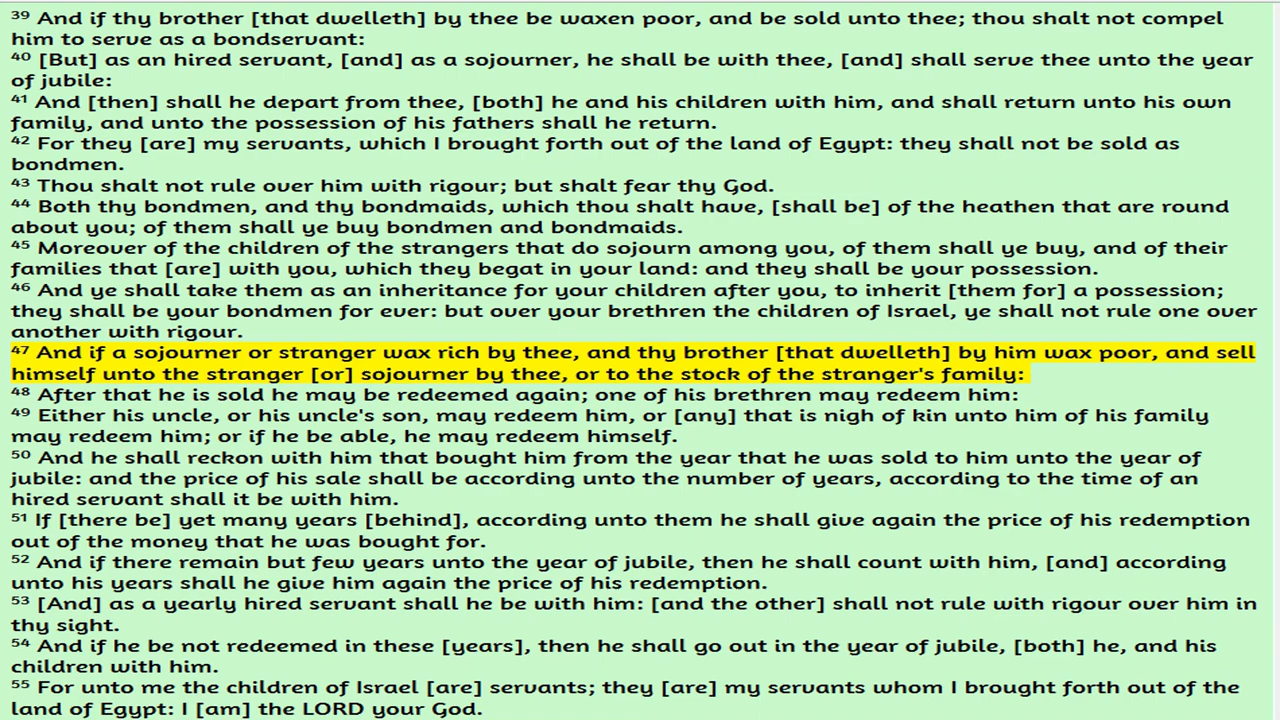 ³⁹ And if thy brother [that dwelleth] by thee be waxen poor, and be sold unto thee; thou shalt not compel
him to serve as a bondservant:
⁴⁰ [But] as an hired servant, [and] as a sojourner, he shall be with thee, [and] shall serve thee unto the year
of jubile:
⁴¹ And [then] shall he depart from thee, [both] he and his children with him, and shall return unto his own
family, and unto the possession of his fathers shall he return.
⁴² For they [are] my servants, which I brought forth out of the land of Egypt: they shall not be sold as
bondmen.
⁴³ Thou shalt not rule over him with rigour; but shalt fear thy God.
⁴⁴ Both thy bondmen, and thy bondmaids, which thou shalt have, [shall be] of the heathen that are round
about you; of them shall ye buy bondmen and bondmaids.
⁴⁵ Moreover of the children of the strangers that do sojourn among you, of them shall ye buy, and of their
families that [are] with you, which they begat in your land: and they shall be your possession.
⁴⁶ And ye shall take them as an inheritance for your children after you, to inherit [them for] a possession;
they shall be your bondmen for ever: but over your brethren the children of Israel, ye shall not rule one over
another with rigour.
⁴⁷ And if a sojourner or stranger wax rich by thee, and thy brother [that dwelleth] by him wax poor, and sell
himself unto the stranger [or] sojourner by thee, or to the stock of the stranger's family:
⁴⁸ After that he is sold he may be redeemed again; one of his brethren may redeem him:
⁴⁹ Either his uncle, or his uncle's son, may redeem him, or [any] that is nigh of kin unto him of his family
may redeem him; or if he be able, he may redeem himself.
⁵⁰ And he shall reckon with him that bought him from the year that he was sold to him unto the year of
jubile: and the price of his sale shall be according unto the number of years, according to the time of an
hired servant shall it be with him.
⁵¹ If [there be] yet many years [behind], according unto them he shall give again the price of his redemption
out of the money that he was bought for.
⁵² And if there remain but few years unto the year of jubile, then he shall count with him, [and] according
unto his years shall he give him again the price of his redemption.
⁵³ [And] as a yearly hired servant shall he be with him: [and the other] shall not rule with rigour over him in
thy sight.
⁵⁴ And if he be not redeemed in these [years], then he shall go out in the year of jubile, [both] he, and his
children with him.
⁵⁵ For unto me the children of Israel [are] servants; they [are] my servants whom I brought forth out of the
land of Egypt: I [am] the LORD your God.